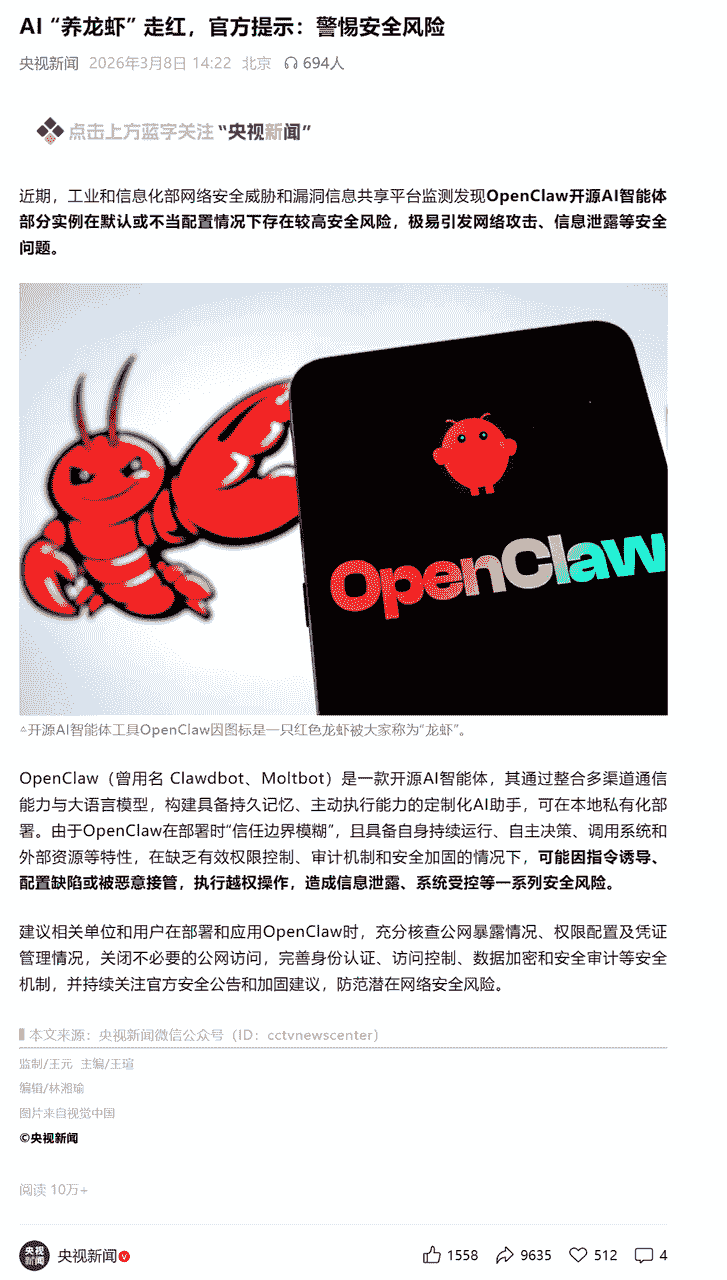 AI “养龙虾” 走红，官方提示：警惕安全风险
央视新闻 2026年3月8日 14:22 北京 694人
点击上方蓝字关注 “央视新闻”
近期，工业和信息化部网络安全威胁和漏洞信息共享平台监测发现OpenClaw开源AI智能体
部分实例在默认或不当配置情况下存在较高安全风险，极易引发网络攻击、信息泄露等安全
问题。
OpenClaw
△开源AI智能体工具OpenClaw因图标是一只红色龙虾被大家称为“龙虾”。
OpenClaw（曾用名 Clawdbot、Moltbot）是一款开源AI智能体，其通过整合多渠道通信
能力与大语言模型，构建具备持久记忆、主动执行能力的定制化AI助手，可在本地私有化部
署。由于OpenClaw在部署时“信任边界模糊”，且具备自身持续运行、自主决策、调用系统和
外部资源等特性，在缺乏有效权限控制、审计机制和安全加固的情况下，可能因指令诱导、
配置缺陷或被恶意接管，执行越权操作，造成信息泄露、系统受控等一系列安全风险。
建议相关单位和用户在部署和应用OpenClaw时，充分核查公网暴露情况、权限配置及凭证
管理情况，关闭不必要的公网访问，完善身份认证、访问控制、数据加密和安全审计等安全
机制，并持续关注官方安全公告和加固建议，防范潜在网络安全风险。
本文来源：央视新闻微信公众号（ID：cctvnewscenter）
监制/王元 主编/王瑄
编辑/林湘瑜
图片来自视觉中国
©央视新闻
阅读 10万+
央视新闻 央视新闻 1558 9635 512 4